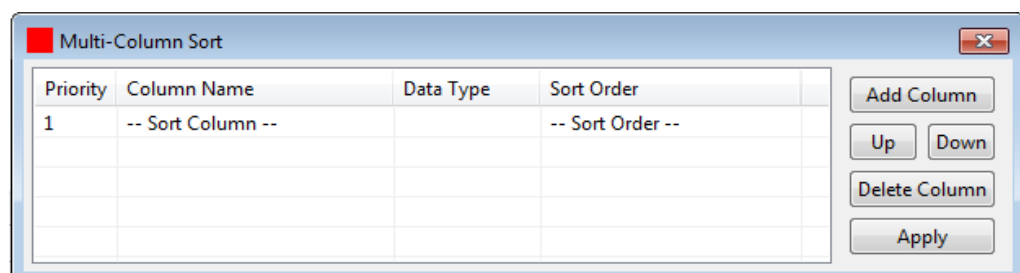 Multi-Column Sort
Priority Column Name Data Type Sort Order
1 -- Sort Column -- -- Sort Order --
Add Column
Up Down
Delete Column
Apply